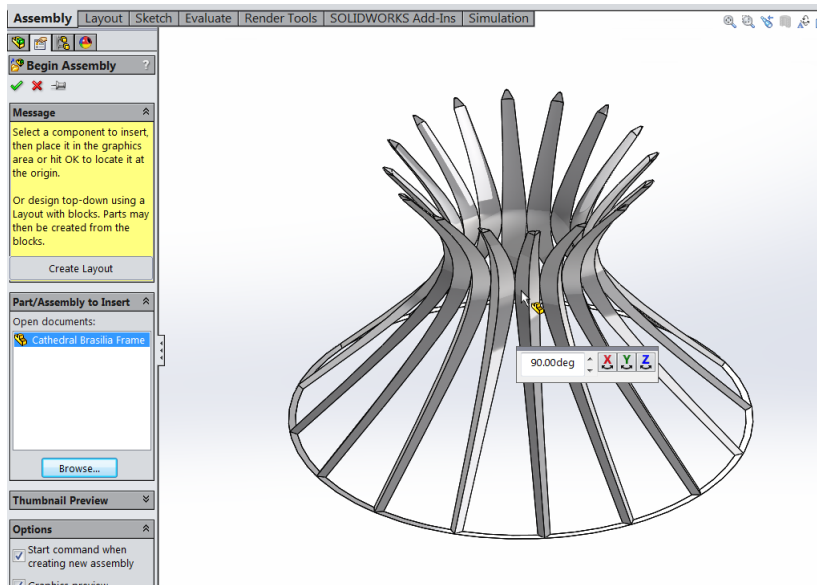 Assembly Layout Sketch Evaluate Render Tools SOLIDWORKS Add-Ins Simulation
Begin Assembly ?
Message
Select a component to insert,
then place it in the graphics
area or hit OK to locate it at
the origin.
Or design top-down using a
Layout with blocks. Parts may
then be created from the
blocks.
Create Layout
Part/Assembly to Insert
Open documents:
Cathedral Brasilia Frame
90.00deg X Y Z
Browse...
Thumbnail Preview
Options
Start command when
creating new assembly
Graphics preview